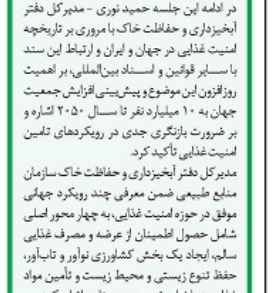 در ادامه این جلسه حمید نوری - مدیرکل دفتر
آبخیزداری و حفاظت خاک با مروری بر تاریخچه
امنیت غذایی در جهان و ایران و ارتباط این سند
با سایر قوانین و اسناد بین‌المللی، بر اهمیت
روزافزون این موضوع و پیش‌بینی افزایش جمعیت
جهان به ۱۰ میلیارد نفر تا سال ۲۰۵۰ اشاره و
بر ضرورت بازنگری جدی در رویکردهای تامین
امنیت غذایی تأکید کرد.
مدیرکل دفتر آبخیزداری و حفاظت خاک سازمان
منابع طبیعی ضمن معرفی چند رویکرد جهانی
موفق در حوزه امنیت غذایی، به چهار محور اصلی
شامل حصول اطمینان از عرضه و مصرف غذایی
سالم، ایجاد یک بخش کشاورزی نوآور و تاب‌آور،
حفظ تنوع زیستی و محیط زیست و تأمین مواد